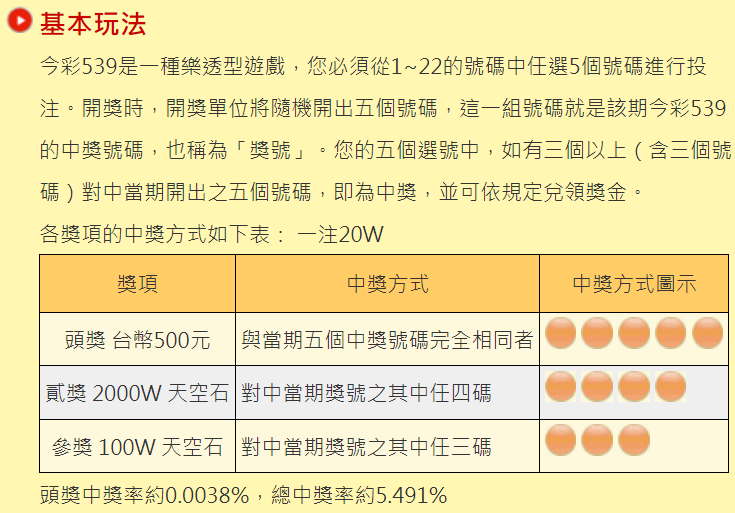 基本玩法
今彩539是一種樂透型遊戲，您必須從1~22的號碼中任選5個號碼進行投
注。開獎時，開獎單位將隨機開出五個號碼，這一組號碼就是該期今彩539
的中獎號碼，也稱為「獎號」。您的五個選號中，如有三個以上（含三個號
碼）對中當期開出之五個號碼，即為中獎，並可依規定兌領獎金。
各獎項的中獎方式如下表： 一注20W
獎項 中獎方式 中獎方式圖示
頭獎 台幣500元 與當期五個中獎號碼完全相同者
貳獎 2000W 天空石 對中當期獎號之其中任四碼
參獎 100W 天空石 對中當期獎號之其中任三碼
頭獎中獎率約0.0038%，總中獎率約5.491%